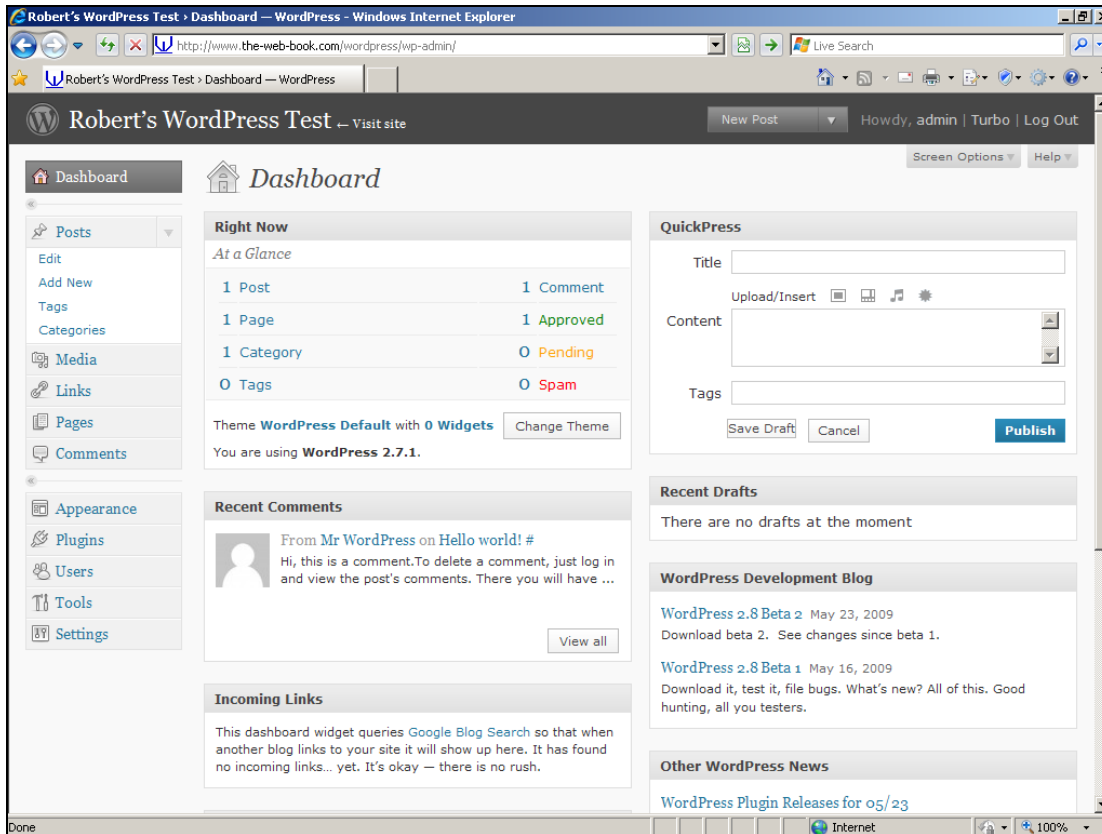 Robert's WordPress Test › Dashboard — WordPress - Windows Internet Explorer
http://www.the-web-book.com/wordpress/wp-admin/
Live Search
Robert's WordPress Test › Dashboard — WordPress
Robert's WordPress Test ← Visit site
New Post
Howdy, admin | Turbo | Log Out
Screen Options
Help
Dashboard
Posts
Edit
Add New
Tags
Categories
Media
Links
Pages
Comments
Appearance
Plugins
Users
Tools
Settings
Dashboard
Right Now
At a Glance
1 Post
1 Comment
1 Page
1 Approved
1 Category
0 Pending
0 Tags
0 Spam
Theme WordPress Default with 0 Widgets
Change Theme
You are using WordPress 2.7.1.
Recent Comments
From Mr WordPress on Hello world! #
Hi, this is a comment.To delete a comment, just log in
and view the post's comments. There you will have ...
View all
Incoming Links
This dashboard widget queries Google Blog Search so that when
another blog links to your site it will show up here. It has found
no incoming links… yet. It's okay — there is no rush.
QuickPress
Title
Upload/Insert
Content
Tags
Save Draft
Cancel
Publish
Recent Drafts
There are no drafts at the moment
WordPress Development Blog
WordPress 2.8 Beta 2 May 23, 2009
Download beta 2. See changes since beta 1.
WordPress 2.8 Beta 1 May 16, 2009
Download it, test it, file bugs. What's new? All of this. Good
hunting, all you testers.
Other WordPress News
WordPress Plugin Releases for 05/23
Done
Internet
100%